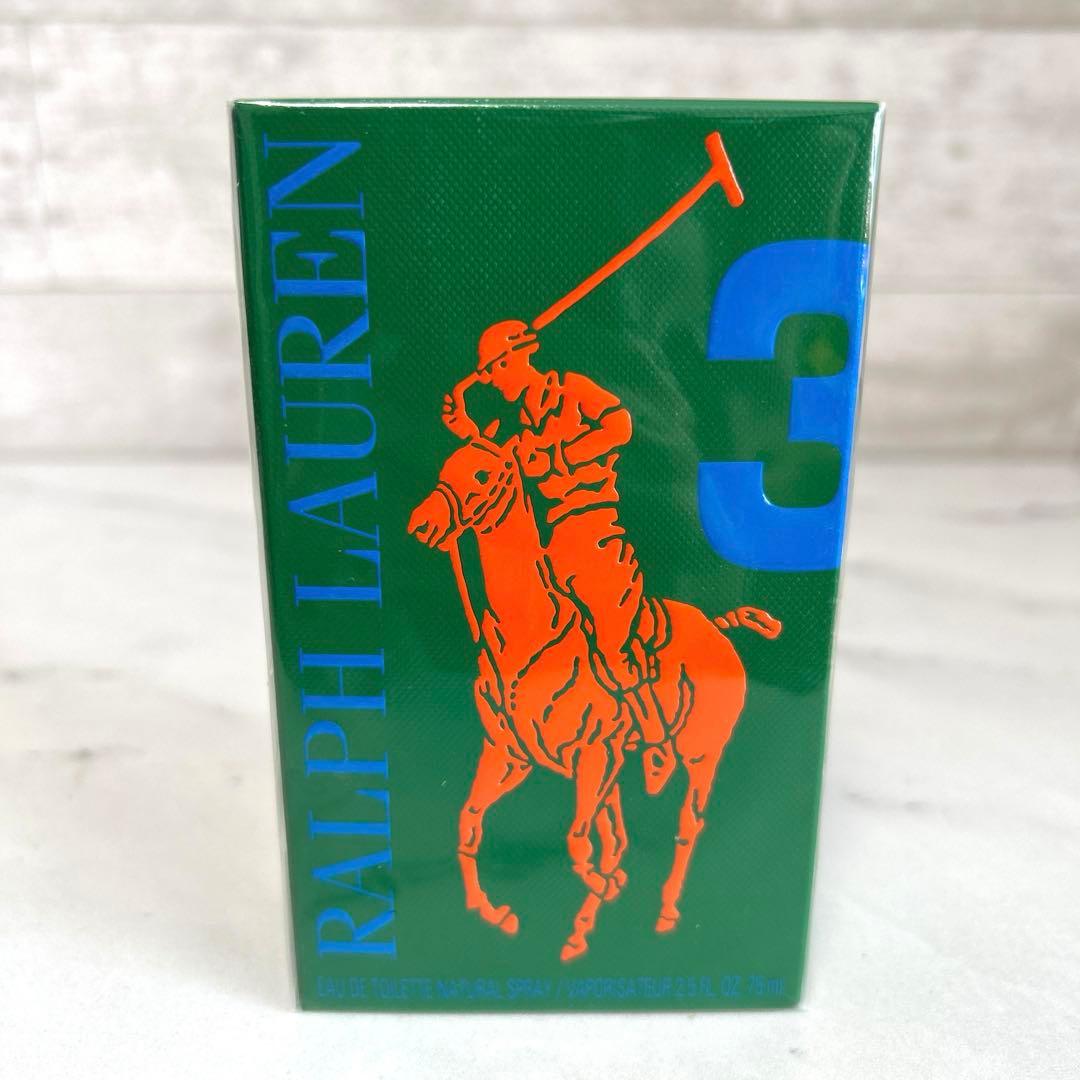 RALPH LAUREN
3
EAU DE TOILETTE NATURAL SPRAY / VAPORISATEUR 2.5 FL. OZ. 75 ml